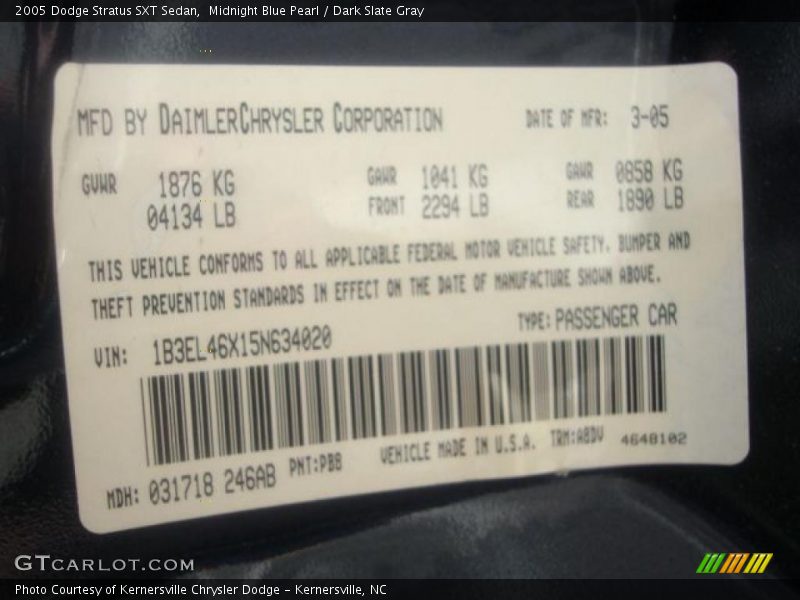 2005 Dodge Stratus SXT Sedan, Midnight Blue Pearl / Dark Slate Gray
MFD BY DAIMLERCHRYSLER CORPORATION DATE OF MFR: 3-05
GVWR 1876 KG GAWR 1041 KG GAWR 0858 KG
04134 LB FRONT 2294 LB REAR 1890 LB
THIS VEHICLE CONFORMS TO ALL APPLICABLE FEDERAL MOTOR VEHICLE SAFETY, BUMPER AND
THEFT PREVENTION STANDARDS IN EFFECT ON THE DATE OF MANUFACTURE SHOWN ABOVE.
VIN: 1B3EL46X15N634020 TYPE: PASSENGER CAR
MDH: 031718 246AB PNT:PBB VEHICLE MADE IN U.S.A. TRM:A8DV 4648102
GTCARLOT.COM
Photo Courtesy of Kernersville Chrysler Dodge – Kernersville, NC